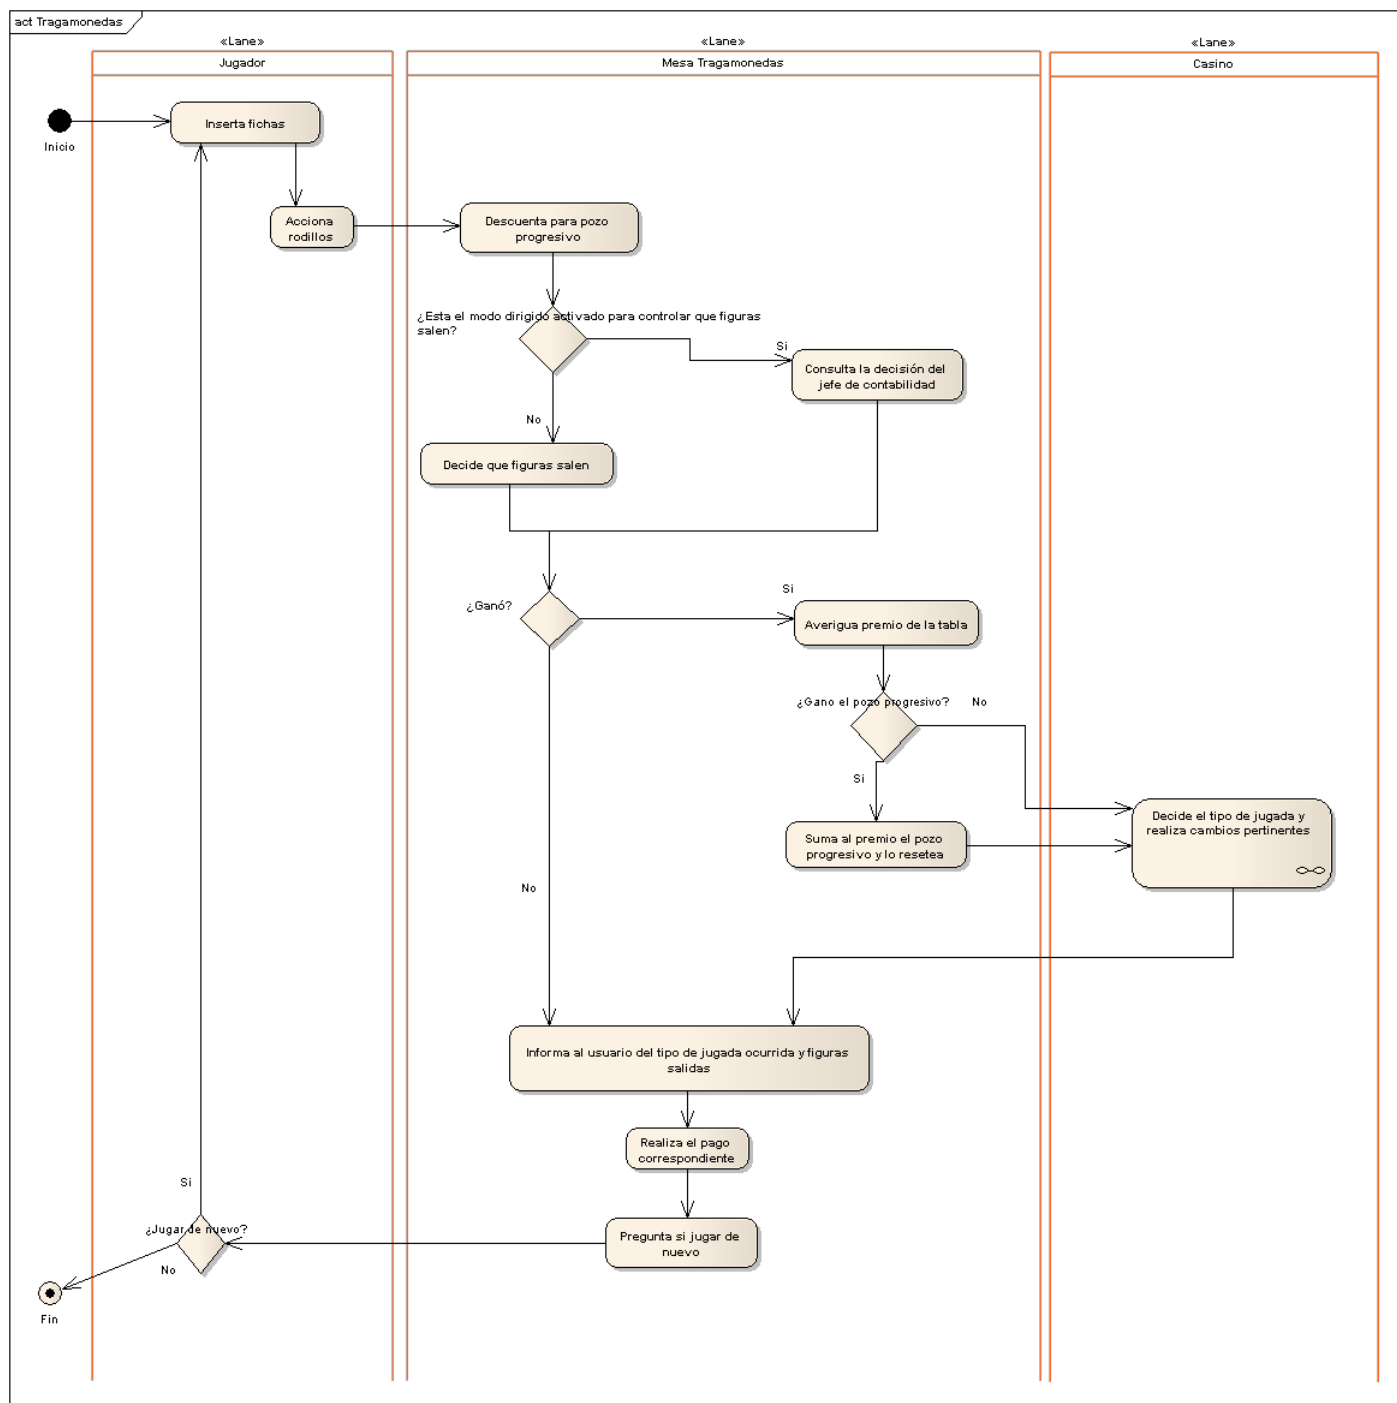 act Tragamonedas
«Lane»
«Lane»
«Lane»
Jugador
Mesa Tragamonedas
Casino
Inserta fichas
Inicio
Acciona
rodillos
Descuenta para pozo
progresivo
¿Esta el modo dirigido activado para controlar que figuras
salen?
Si
Consulta la decisión del
jefe de contabilidad
No
Decide que figuras salen
¿Ganó?
Si
Averigua premio de la tabla
¿Gano el pozo progresivo?
No
Si
Suma al premio el pozo
progresivo y lo resetea
Decide el tipo de jugada y
realiza cambios pertinentes
No
Informa al usuario del tipo de jugada ocurrida y figuras
salidas
Realiza el pago
correspondiente
Si
¿Jugar de nuevo?
Pregunta si jugar de
nuevo
No
Fin